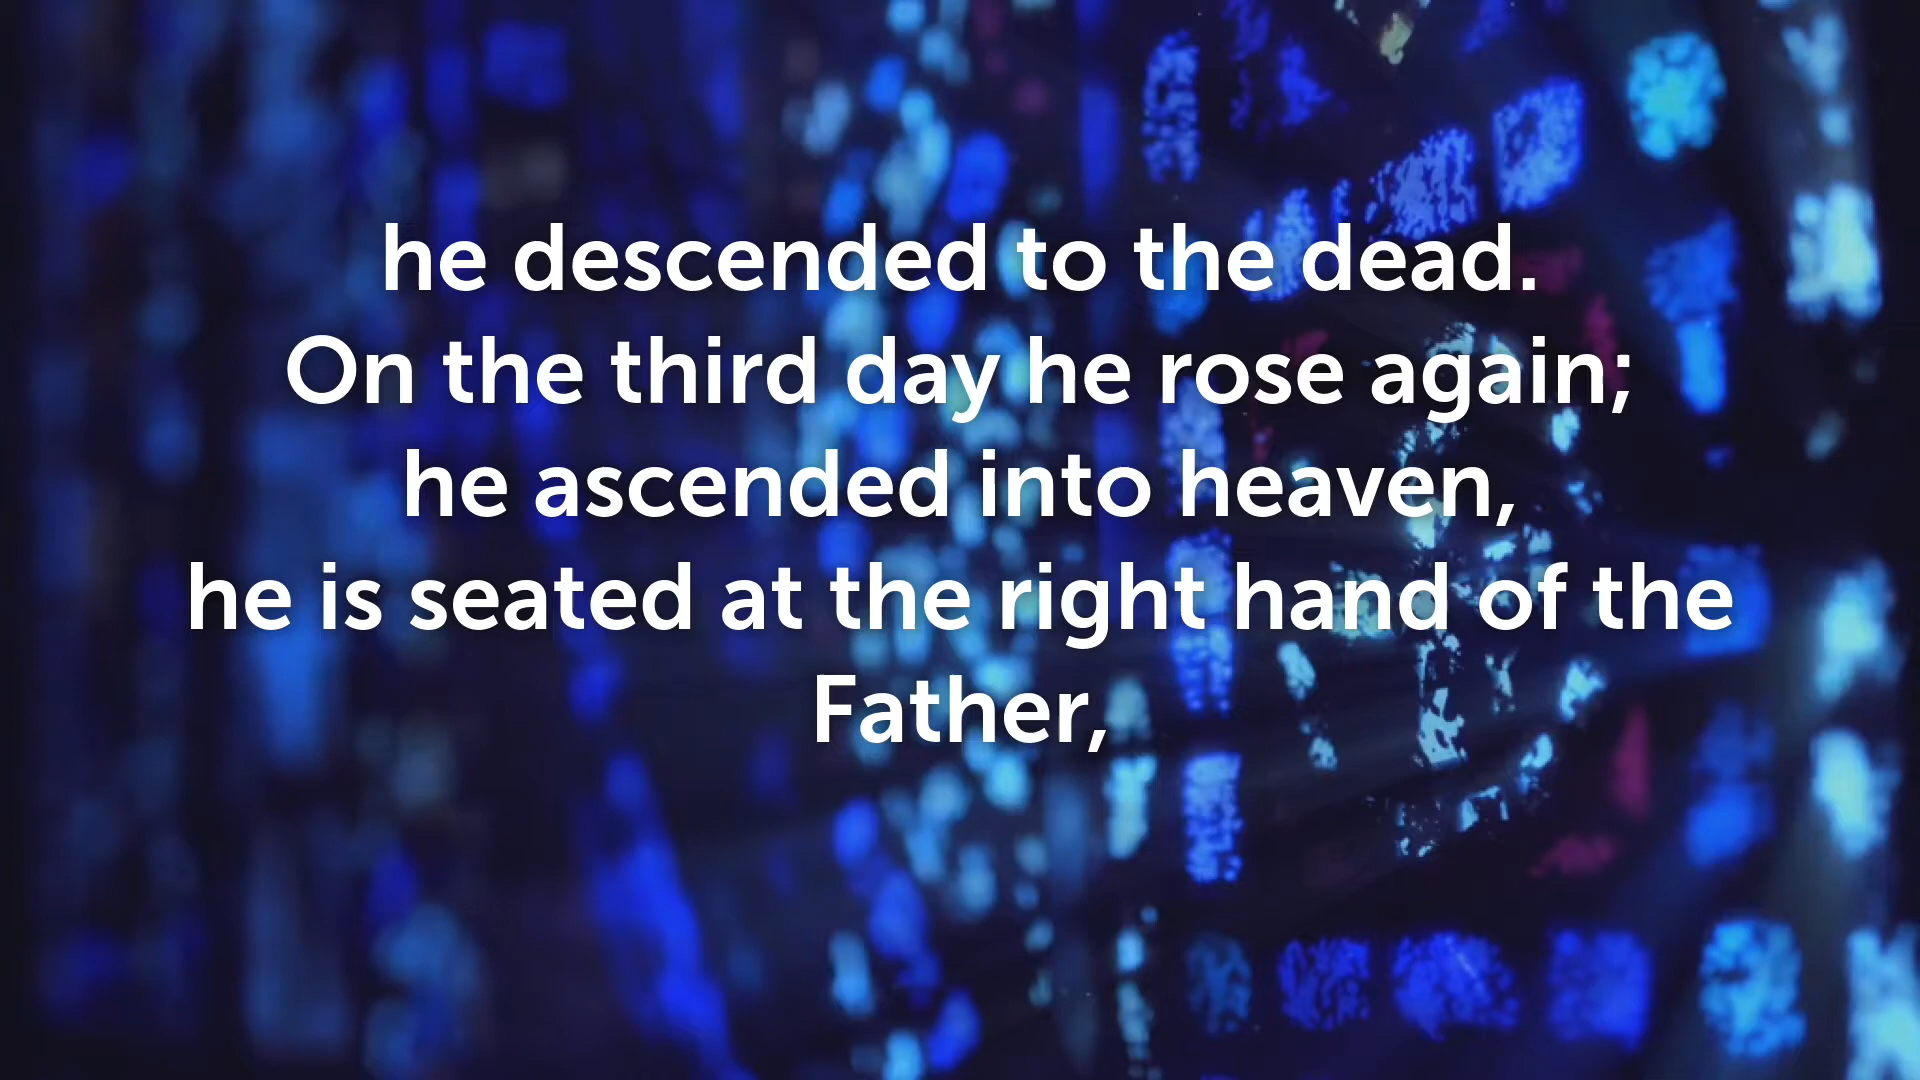 he descended to the dead.
On the third day he rose again;
he ascended into heaven,
he is seated at the right hand of the
Father,